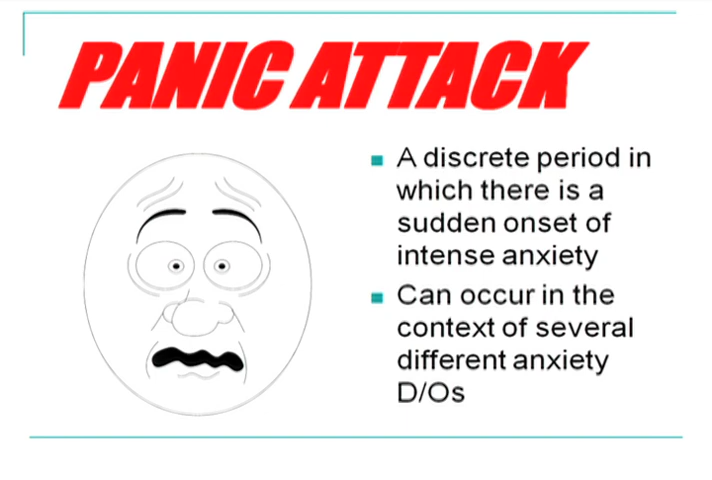 PANIC ATTACK
A discrete period in
which there is a
sudden onset of
intense anxiety
Can occur in the
context of several
different anxiety
D/Os